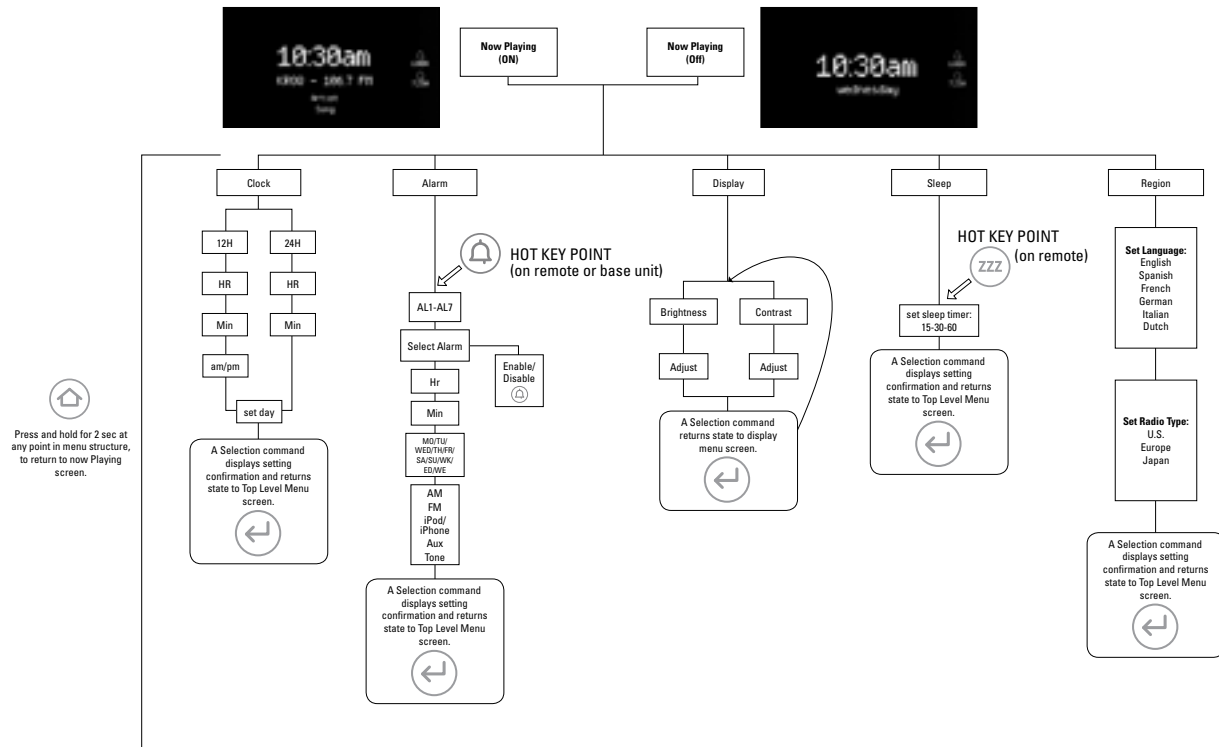 10:30am
KROQ - 106.7 FM
Artist
Song
Now Playing
(ON)
Now Playing
(Off)
10:30am
wednesday
Clock
Alarm
Display
Sleep
Region
12H
24H
HR
HR
Min
Min
am/pm
set day
A Selection command
displays setting
confirmation and returns
state to Top Level Menu
screen.
HOT KEY POINT
(on remote or base unit)
AL1-AL7
Select Alarm
Enable/
Disable
Hr
Min
MO/TU/
WED/TH/FR/
SA/SU/WK/
ED/WE
AM
FM
iPod/
iPhone
Aux
Tone
A Selection command
displays setting
confirmation and returns
state to Top Level Menu
screen.
Brightness
Contrast
Adjust
Adjust
A Selection command
returns state to display
menu screen.
HOT KEY POINT
(on remote)
ZZZ
set sleep timer:
15-30-60
A Selection command
displays setting
confirmation and returns
state to Top Level Menu
screen.
Set Language:
English
Spanish
French
German
Italian
Dutch
Set Radio Type:
U.S.
Europe
Japan
A Selection command
displays setting
confirmation and returns
state to Top Level Menu
screen.
Press and hold for 2 sec at
any point in menu structure,
to return to now Playing
screen.